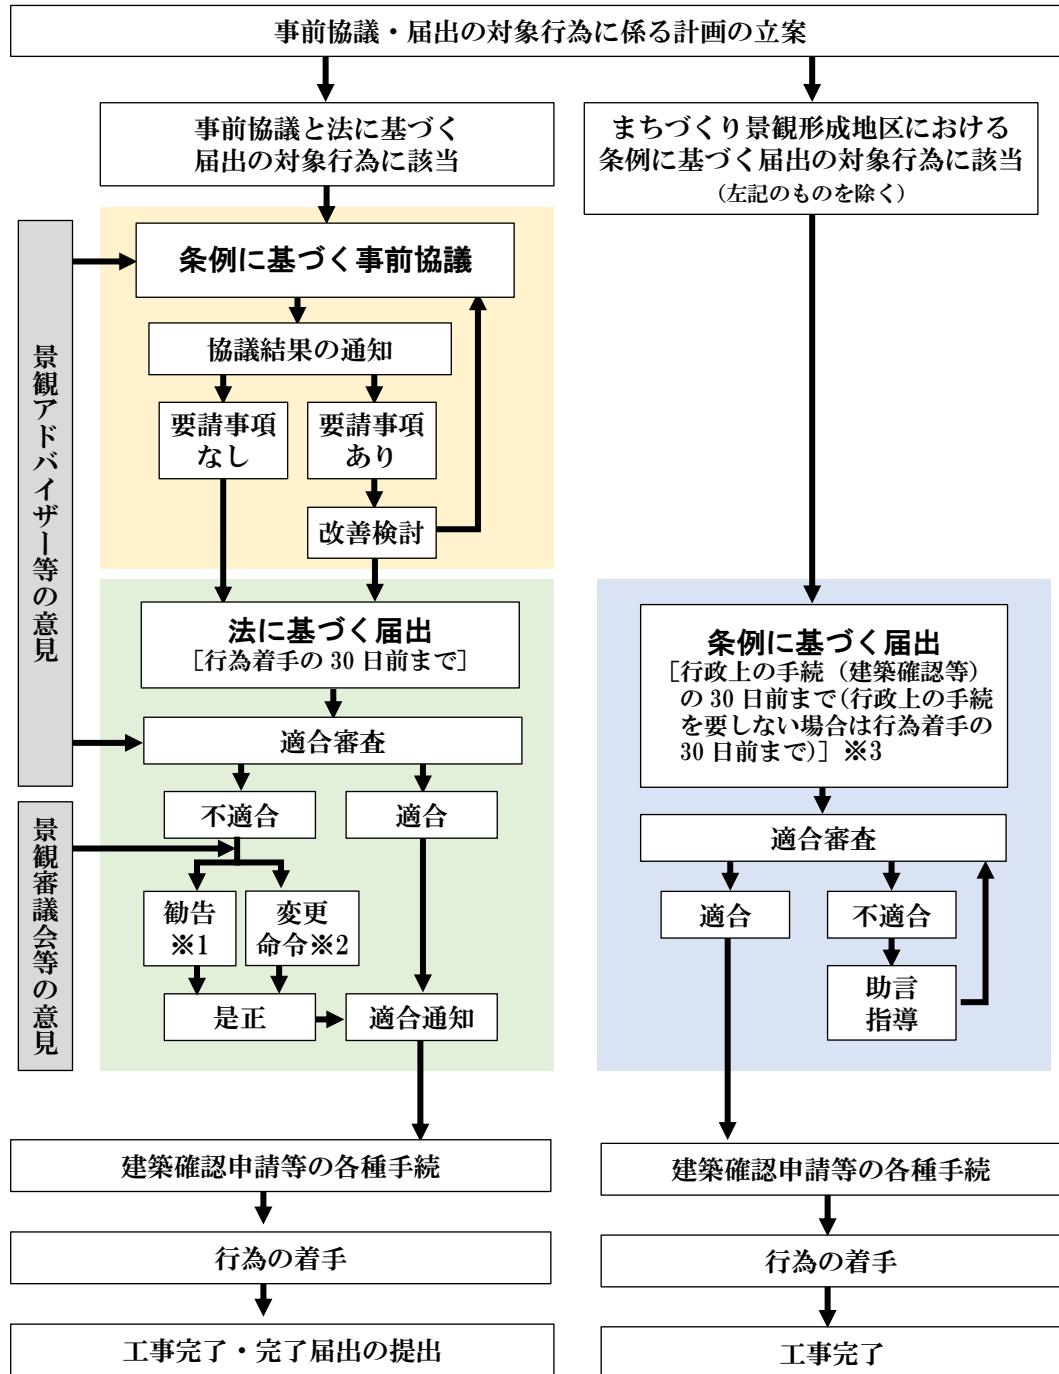 事前協議・届出の対象行為に係る計画の立案
事前協議と法に基づく
届出の対象行為に該当
まちづくり景観形成地区における
条例に基づく届出の対象行為に該当
（左記のものを除く）
景観アドバイザー等の意見
条例に基づく事前協議
協議結果の通知
要請事項
なし
要請事項
あり
改善検討
法に基づく届出
［行為着手の 30 日前まで］
適合審査
不適合
適合
景観審議会等の意見
勧告
※1
変更
命令※2
是正
適合通知
条例に基づく届出
［行政上の手続（建築確認等）
の 30 日前まで（行政上の手続
を要しない場合は行為着手の
30 日前まで）］※3
適合審査
適合
不適合
助言
指導
建築確認申請等の各種手続
行為の着手
工事完了・完了届出の提出
建築確認申請等の各種手続
行為の着手
工事完了